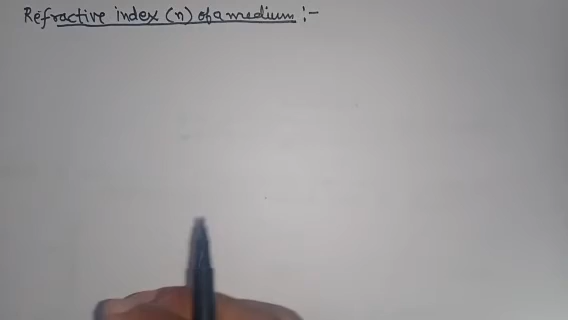 Refractive index (n) of a medium :-